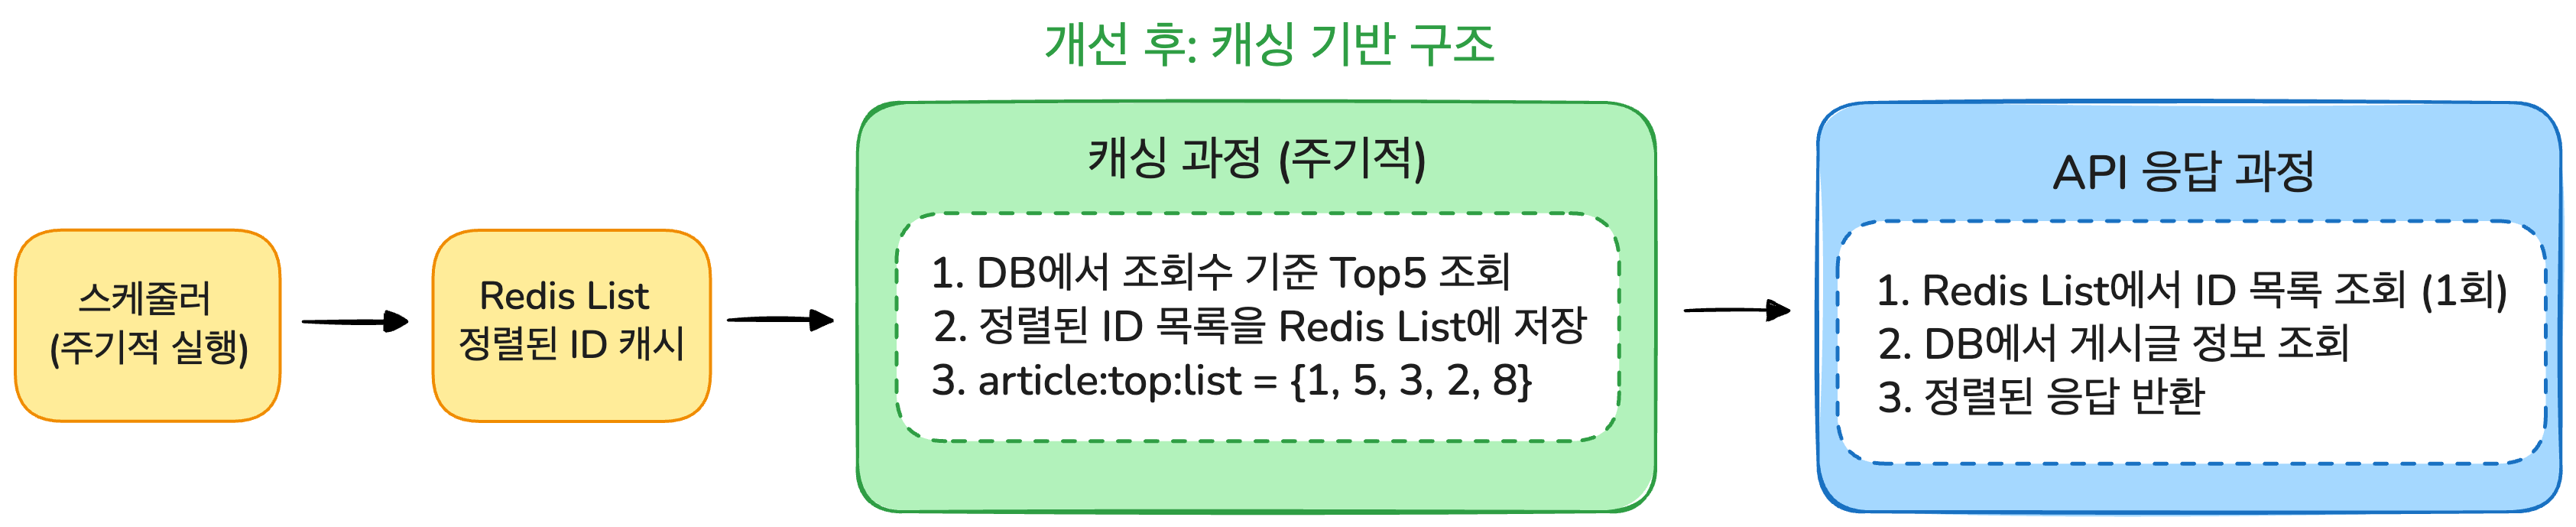 개선 후: 캐싱 기반 구조
스케줄러
(주기적 실행)
Redis List
정렬된 ID 캐시
캐싱 과정 (주기적)
1. DB에서 조회수 기준 Top5 조회
2. 정렬된 ID 목록을 Redis List에 저장
3. article:top:list = {1, 5, 3, 2, 8}
API 응답 과정
1. Redis List에서 ID 목록 조회 (1회)
2. DB에서 게시글 정보 조회
3. 정렬된 응답 반환